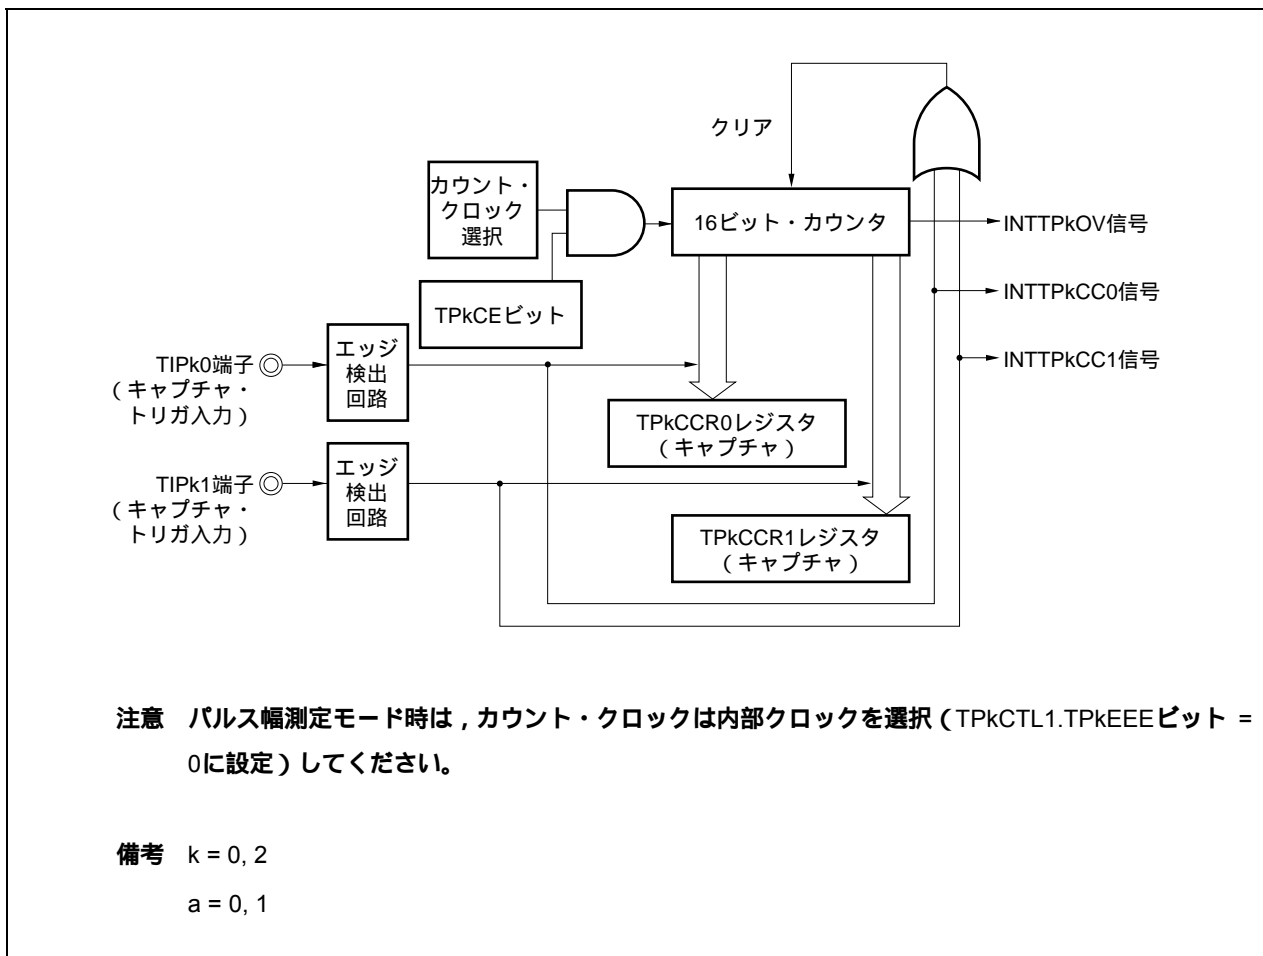 クリア
カウント・
クロック
選択
16ビット・カウンタ
INTTPkOV信号
TPkCEビット
INTTPkCC0信号
TIPk0端子
(キャプチャ・
トリガ入力)
エッジ
検出
回路
INTTPkCC1信号
TPkCCR0レジスタ
(キャプチャ)
TIPk1端子
(キャプチャ・
トリガ入力)
エッジ
検出
回路
TPkCCR1レジスタ
(キャプチャ)
注意 パルス幅測定モード時は,カウント・クロックは内部クロックを選択(TPkCTL1.TPkEEEビット =
0に設定)してください。
備考 k = 0, 2
a = 0, 1